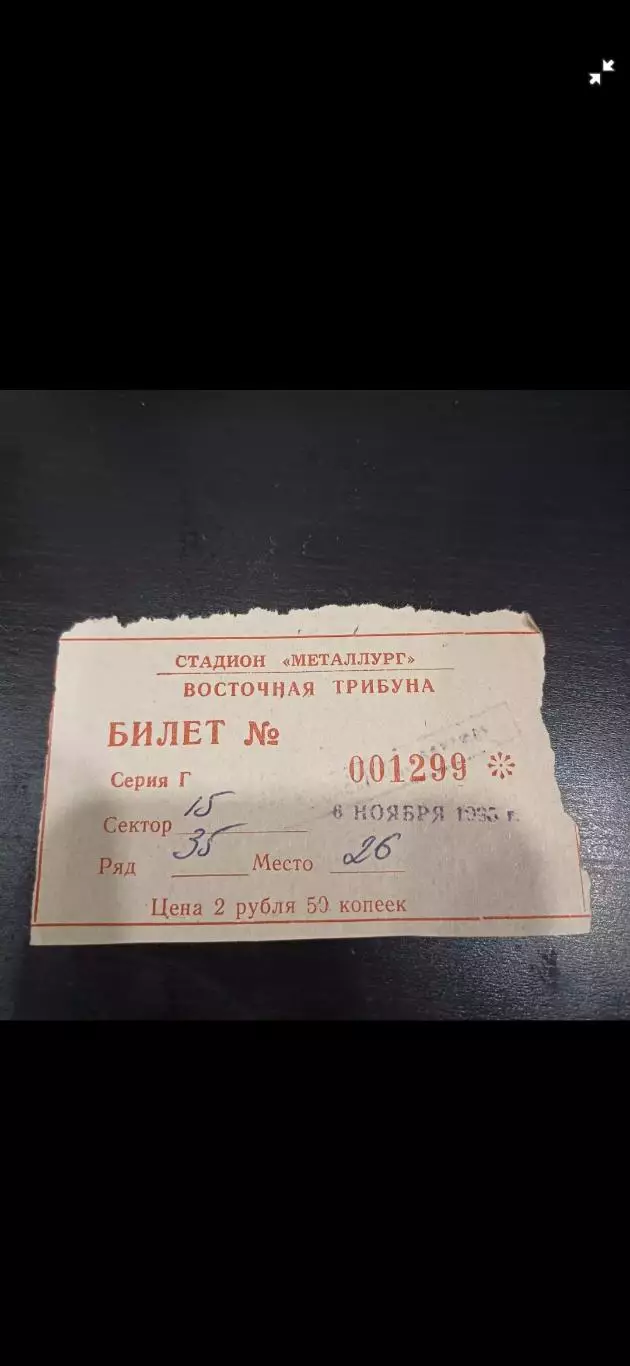 СТАДИОН «МЕТАЛЛУРГ»
ВОСТОЧНАЯ ТРИБУНА
БИЛЕТ №
Серия Г 001299
Сектор 15 6 НОЯБРЯ г.
Ряд 35 Место 26
Цена 2 рубля 50 копеек